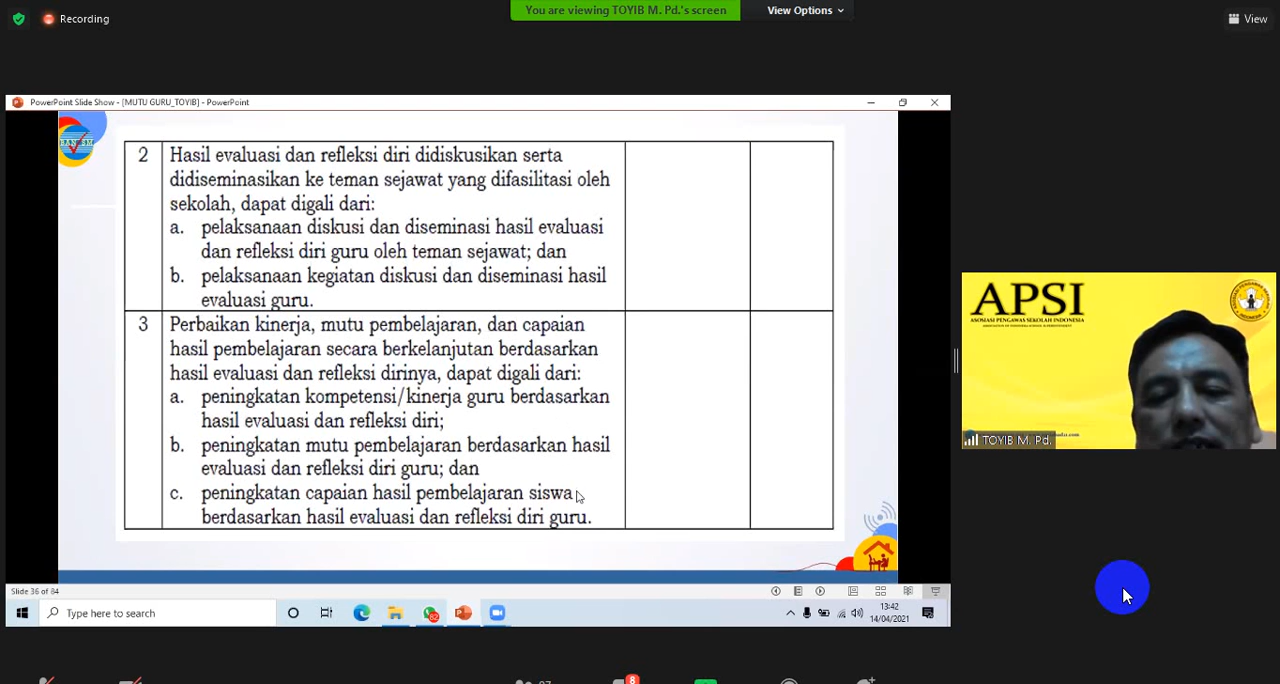 Recording
You are viewing TOYIB M. Pd.'s screen
View Options
View
PowerPoint Slide Show - [MUTU GURU_TOYIB] - PowerPoint
2
Hasil evaluasi dan refleksi diri didiskusikan serta
didiseminasikan ke teman sejawat yang difasilitasi oleh
sekolah, dapat digali dari:
a. pelaksanaan diskusi dan diseminasi hasil evaluasi
dan refleksi diri guru oleh teman sejawat; dan
b. pelaksanaan kegiatan diskusi dan diseminasi hasil
evaluasi guru.
3
Perbaikan kinerja, mutu pembelajaran, dan capaian
hasil pembelajaran secara berkelanjutan berdasarkan
hasil evaluasi dan refleksi dirinya, dapat digali dari:
a. peningkatan kompetensi/kinerja guru berdasarkan
hasil evaluasi dan refleksi diri;
b. peningkatan mutu pembelajaran berdasarkan hasil
evaluasi dan refleksi diri guru; dan
c. peningkatan capaian hasil pembelajaran siswa
berdasarkan hasil evaluasi dan refleksi diri guru.
APSI
ASOSIASI PENGAWAS SEKOLAH INDONESIA
TOYIB M. Pd.
Slide 36 of 84
Type here to search
13:42
14/04/2021
8